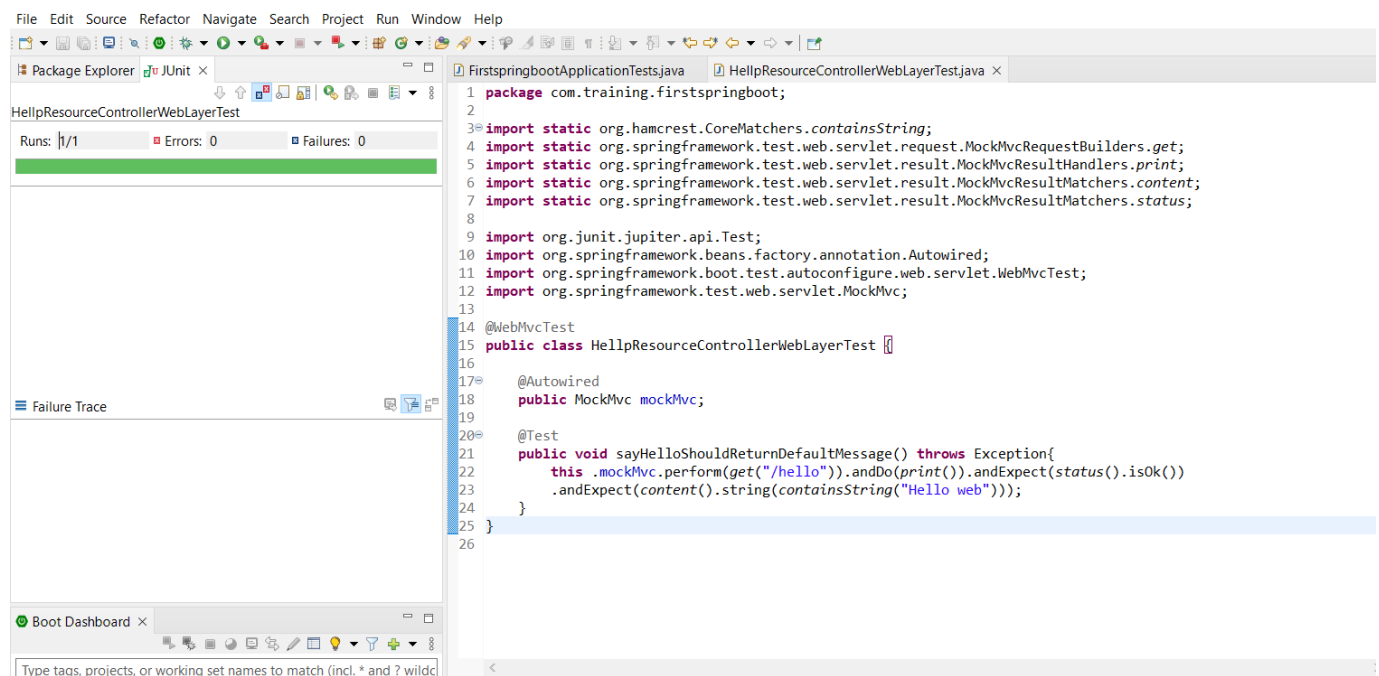 File Edit Source Refactor Navigate Search Project Run Window Help
Package Explorer JUnit
HellpResourceControllerWebLayerTest
Runs: 1/1 Errors: 0 Failures: 0
Failure Trace
Boot Dashboard
Type tags, projects, or working set names to match (incl. * and ? wildc
FirstspringbootApplicationTests.java HellpResourceControllerWebLayerTest.java
1 package com.training.firstspringboot;
2
3 import static org.hamcrest.CoreMatchers.containsString;
4 import static org.springframework.test.web.servlet.request.MockMvcRequestBuilders.get;
5 import static org.springframework.test.web.servlet.result.MockMvcResultHandlers.print;
6 import static org.springframework.test.web.servlet.result.MockMvcResultMatchers.content;
7 import static org.springframework.test.web.servlet.result.MockMvcResultMatchers.status;
8
9 import org.junit.jupiter.api.Test;
10 import org.springframework.beans.factory.annotation.Autowired;
11 import org.springframework.boot.test.autoconfigure.web.servlet.WebMvcTest;
12 import org.springframework.test.web.servlet.MockMvc;
13
14 @WebMvcTest
15 public class HellpResourceControllerWebLayerTest {
16
17 @Autowired
18 public MockMvc mockMvc;
19
20 @Test
21 public void sayHelloShouldReturnDefaultMessage() throws Exception{
22 this .mockMvc.perform(get("/hello")).andDo(print()).andExpect(status().isOk())
23 .andExpect(content().string(containsString("Hello web")));
24 }
25 }
26